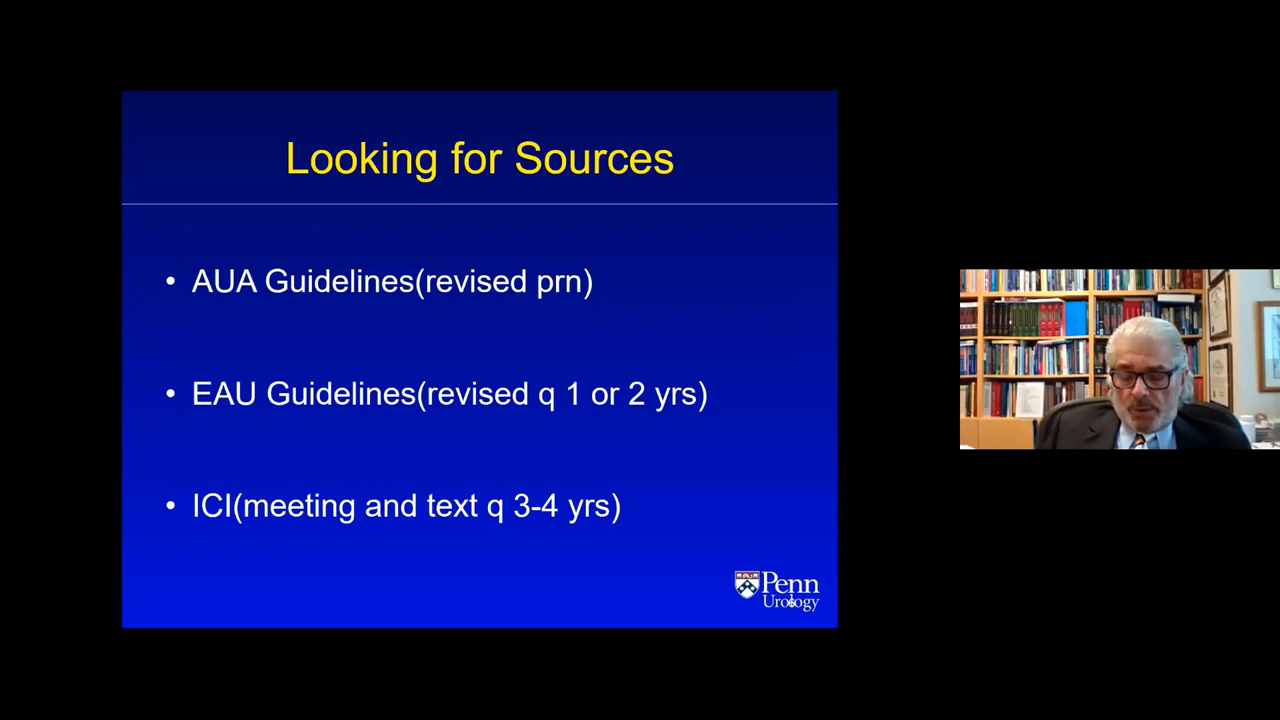 Looking for Sources
• AUA Guidelines(revised prn)
• EAU Guidelines(revised q 1 or 2 yrs)
• ICI(meeting and text q 3-4 yrs)
Penn
Urology